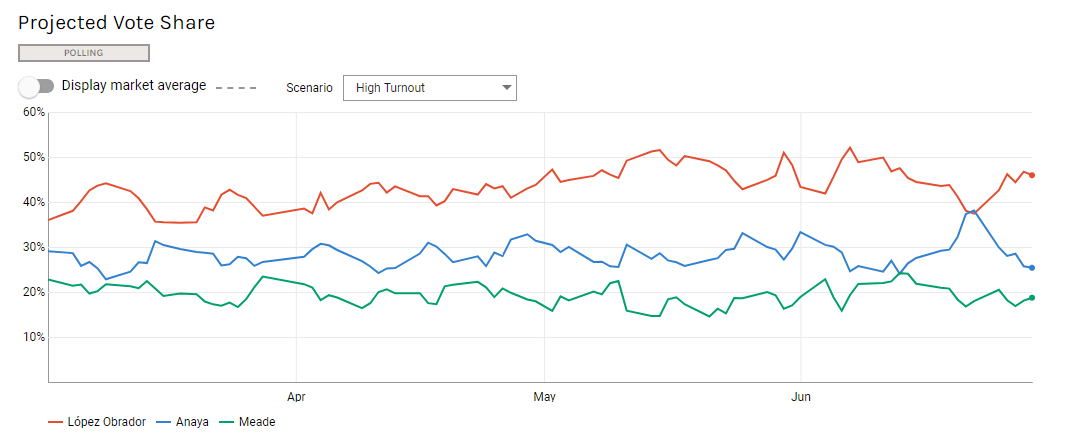 Projected Vote Share
POLLING
Display market average Scenario High Turnout
60%
50%
40%
30%
20%
10%
Apr May Jun
López Obrador Anaya Meade